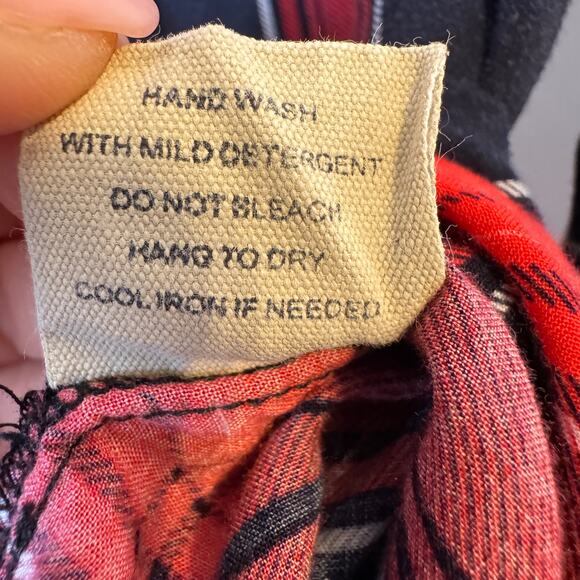 HAND WASH
WITH MILD DETERGENT
DO NOT BLEACH
HANG TO DRY
COOL IRON IF NEEDED